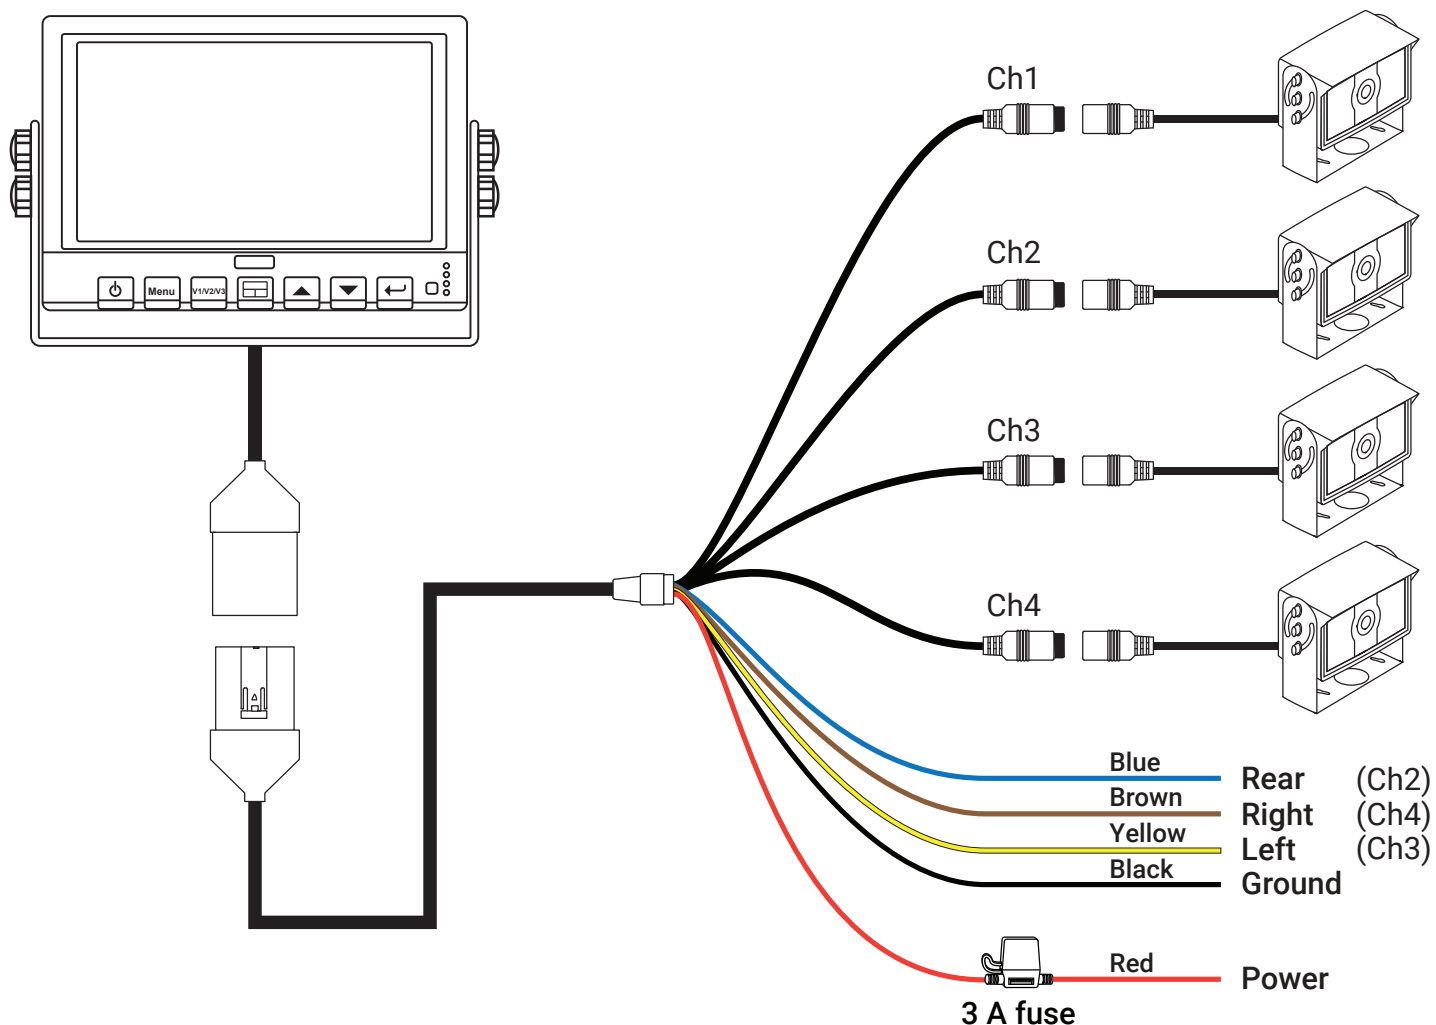 Ch1
Ch2
Menu
V1/V2/V3
Ch3
Ch4
Blue
Rear (Ch2)
Brown
Right (Ch4)
Yellow
Left (Ch3)
Black
Ground
Red
Power
3 A fuse